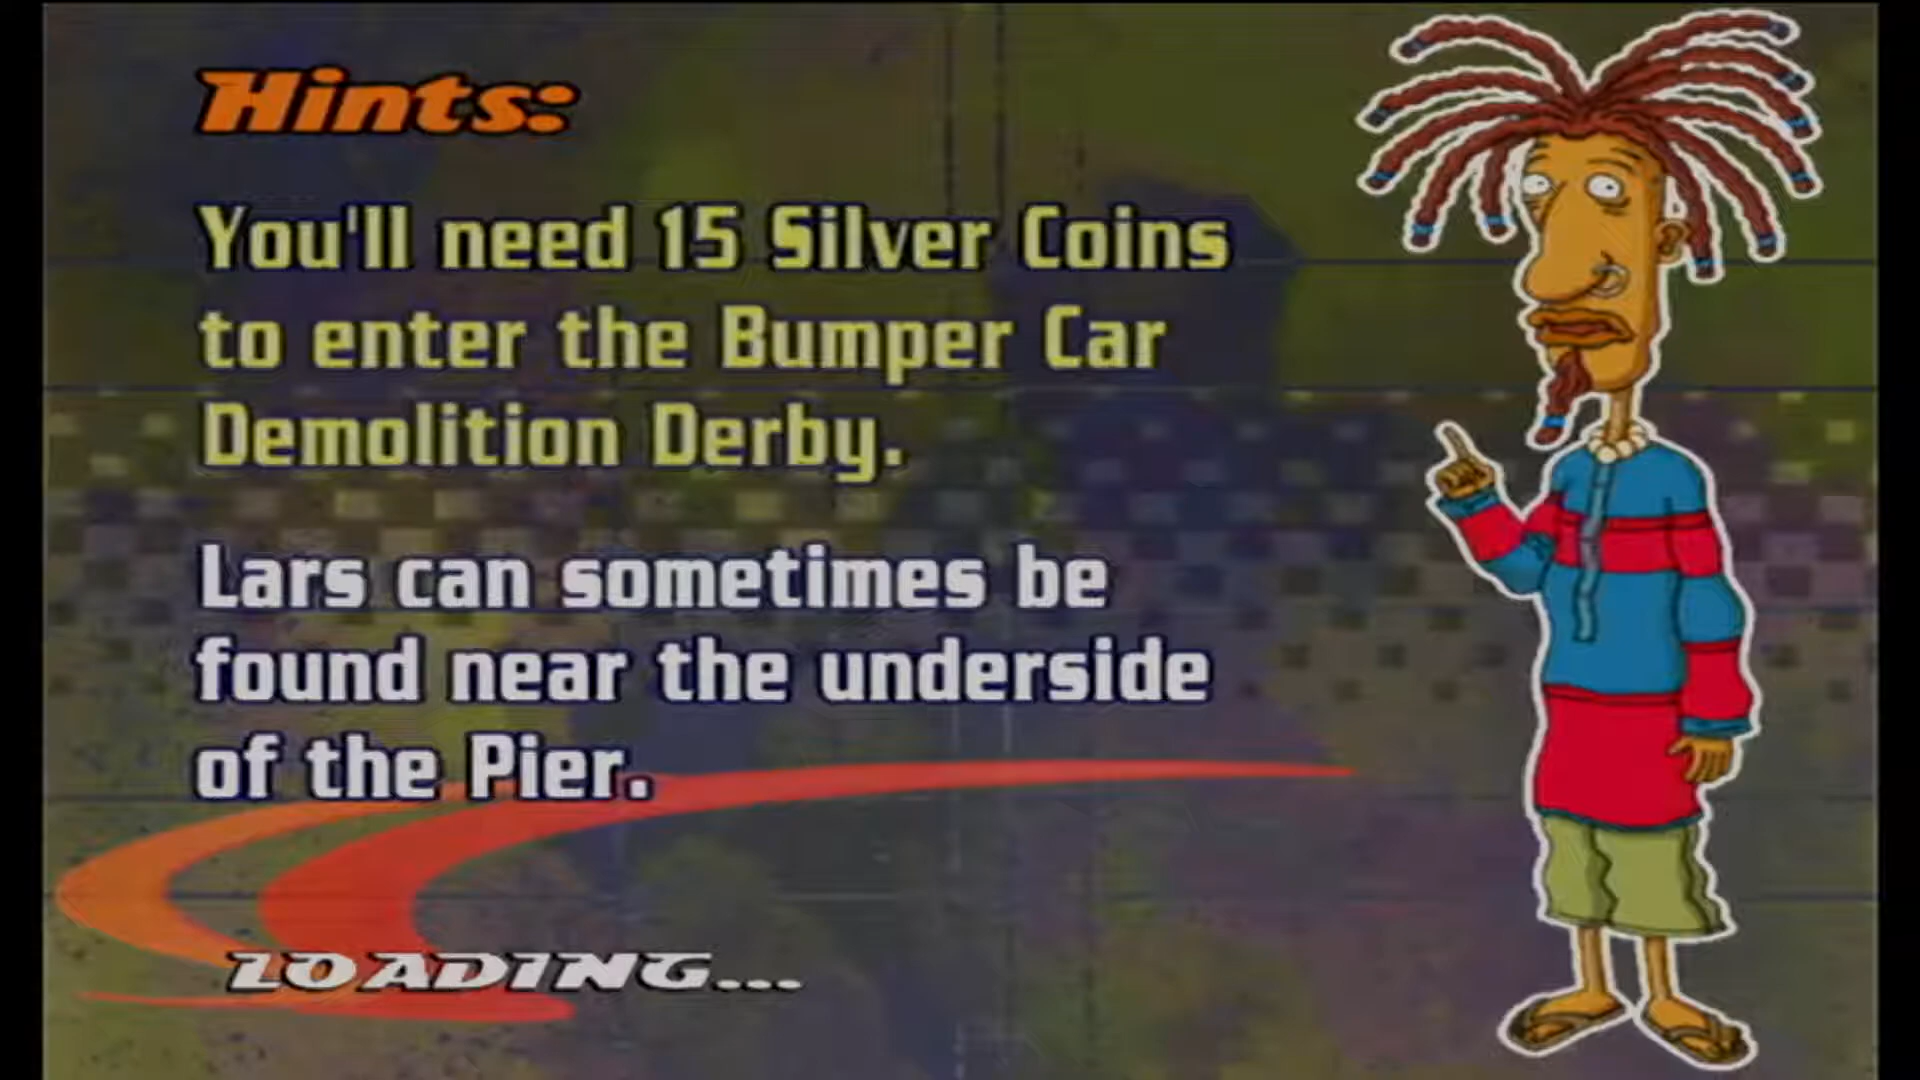 Hints:
You'll need 15 Silver Coins
to enter the Bumper Car
Demolition Derby.
Lars can sometimes be
found near the underside
of the Pier.
LOADING...